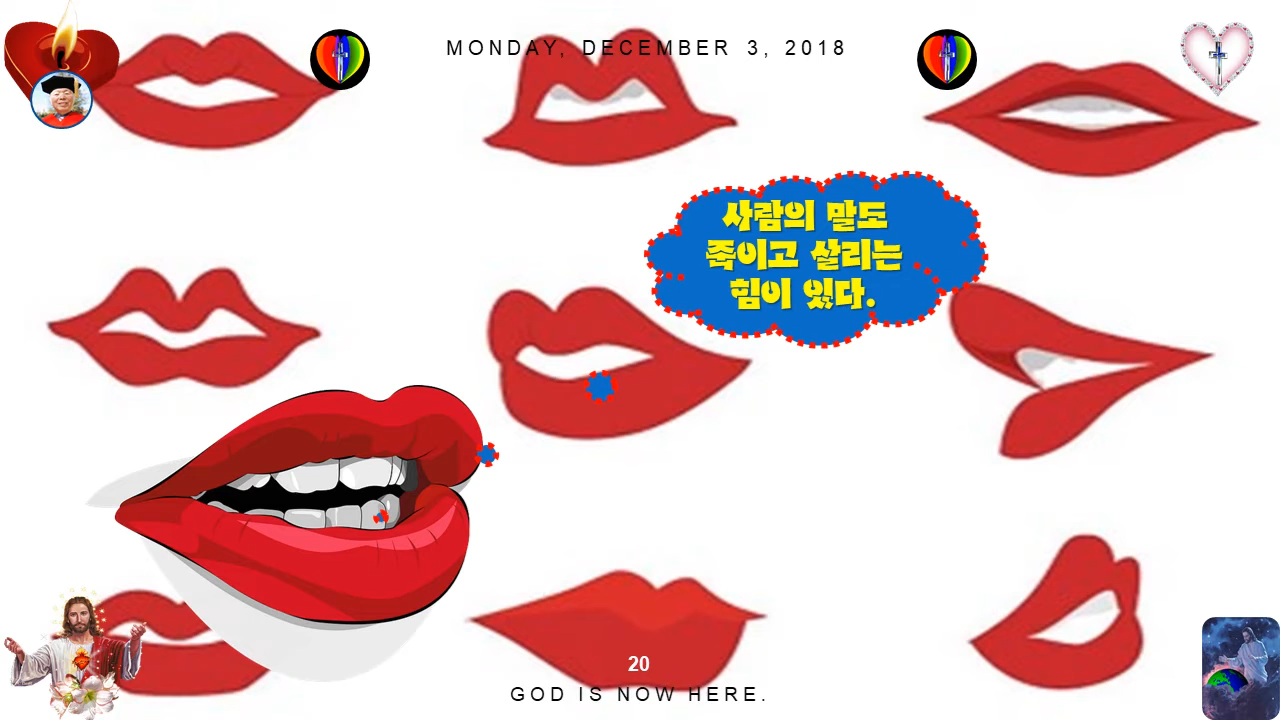 MONDAY, DECEMBER 3, 2018
사람의 말도
죽이고 살리는
힘이 있다.
20
GOD IS NOW HERE.